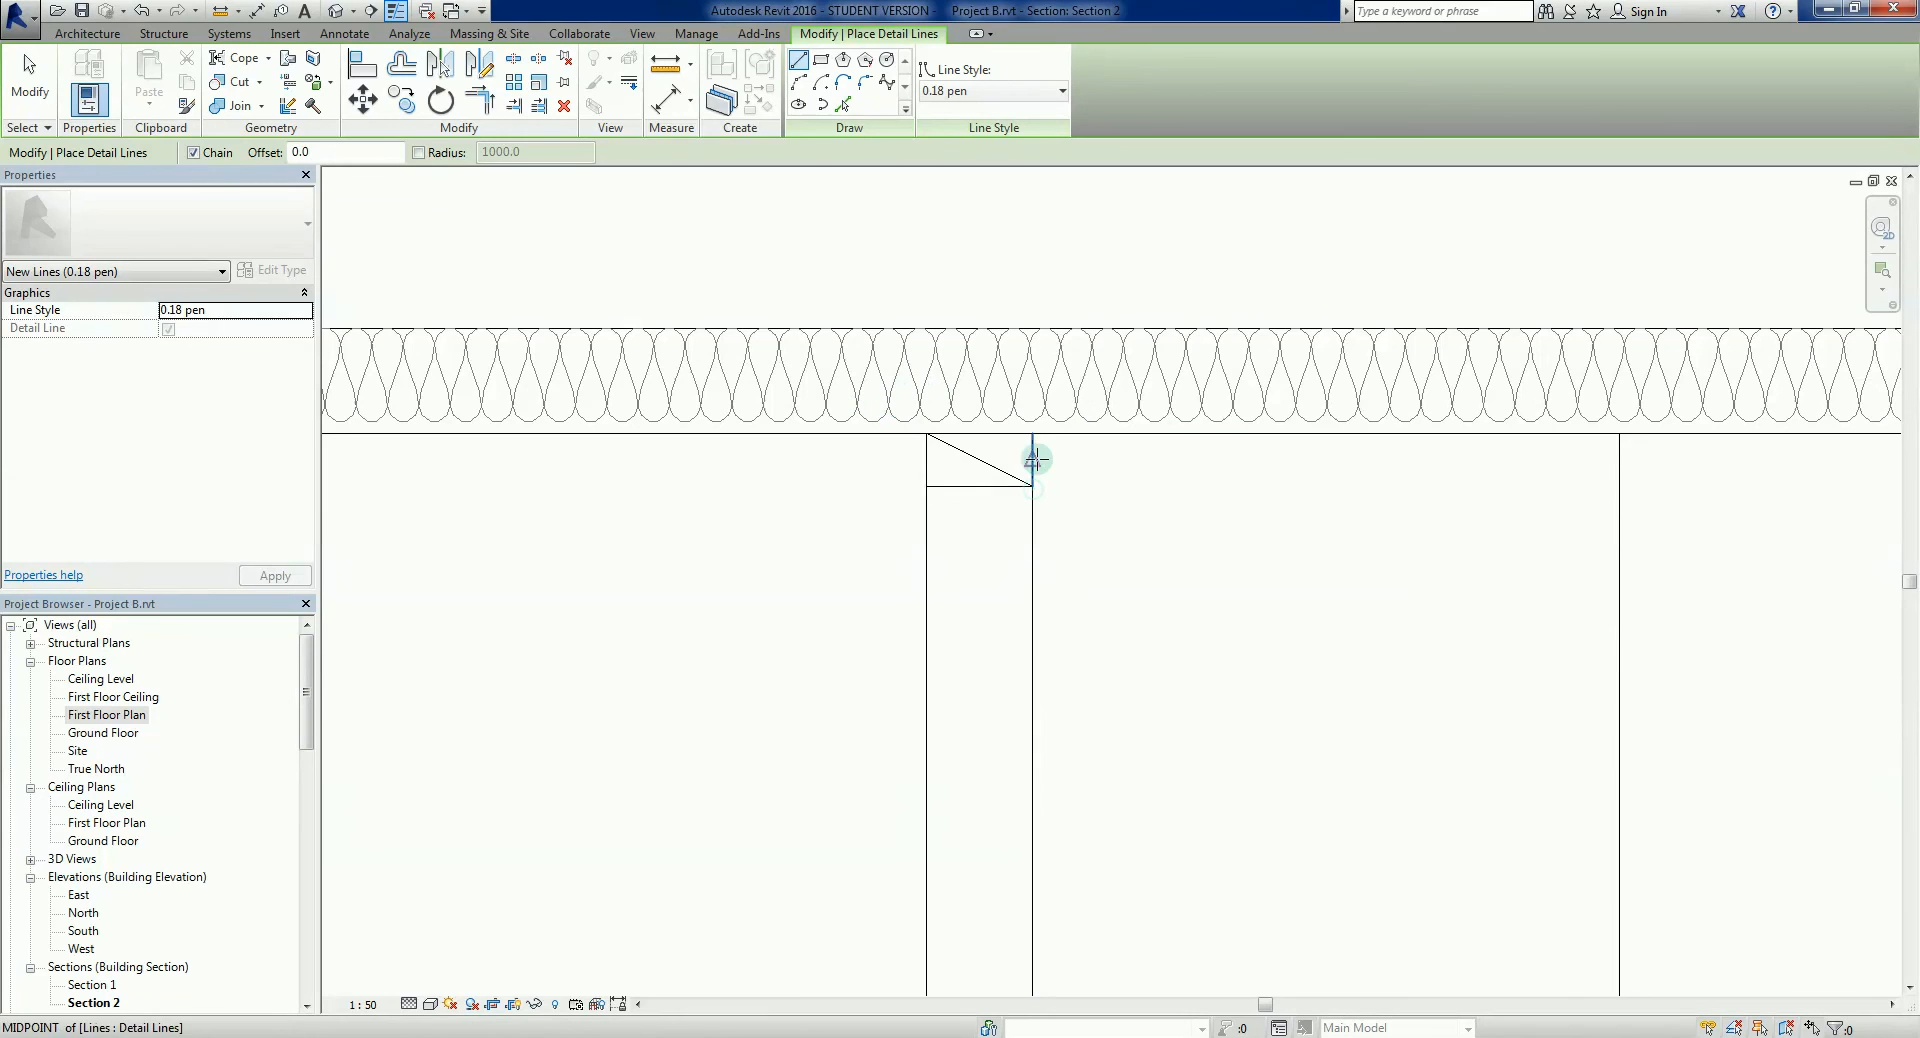 Autodesk Revit 2016 - STUDENT VERSION - Project B.rvt - Section: Section 2
Type a keyword or phrase
Sign In
Architecture Structure Systems Insert Annotate Analyze Massing & Site Collaborate View Manage Add-Ins Modify | Place Detail Lines
Modify
Paste
Cope
Cut
Join
Line Style:
0.18 pen
Select Properties Clipboard Geometry Modify View Measure Create Draw Line Style
Modify | Place Detail Lines Chain Offset: 0.0 Radius: 1000.0
Properties
New Lines (0.18 pen) Edit Type
Graphics
Line Style 0.18 pen
Detail Line
Properties help Apply
Project Browser - Project B.rvt
Views (all)
Structural Plans
Floor Plans
Ceiling Level
First Floor Ceiling
First Floor Plan
Ground Floor
Site
True North
Ceiling Plans
Ceiling Level
First Floor Plan
Ground Floor
3D Views
Elevations (Building Elevation)
East
North
South
West
Sections (Building Section)
Section 1
Section 2
2D
1 : 50
MIDPOINT of [Lines : Detail Lines]
:0
Main Model
:0